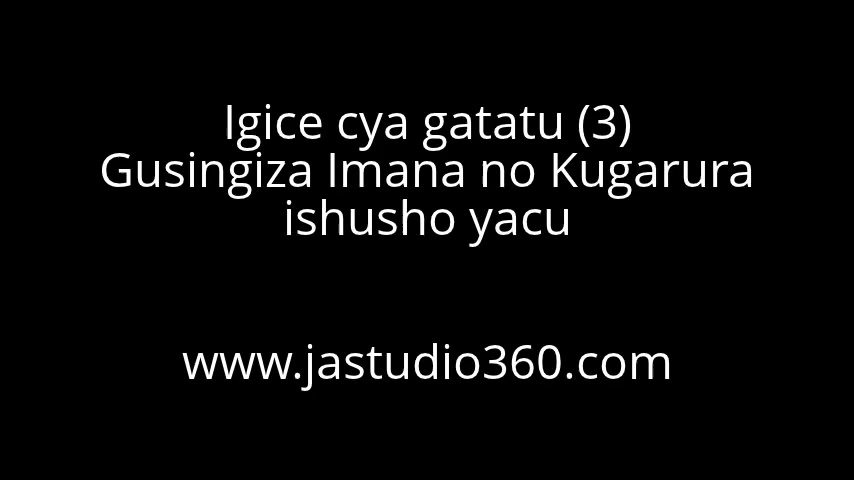 Igice cya gatatu (3)
Gusingiza Imana no Kugarura
ishusho yacu
www.jastudio360.com